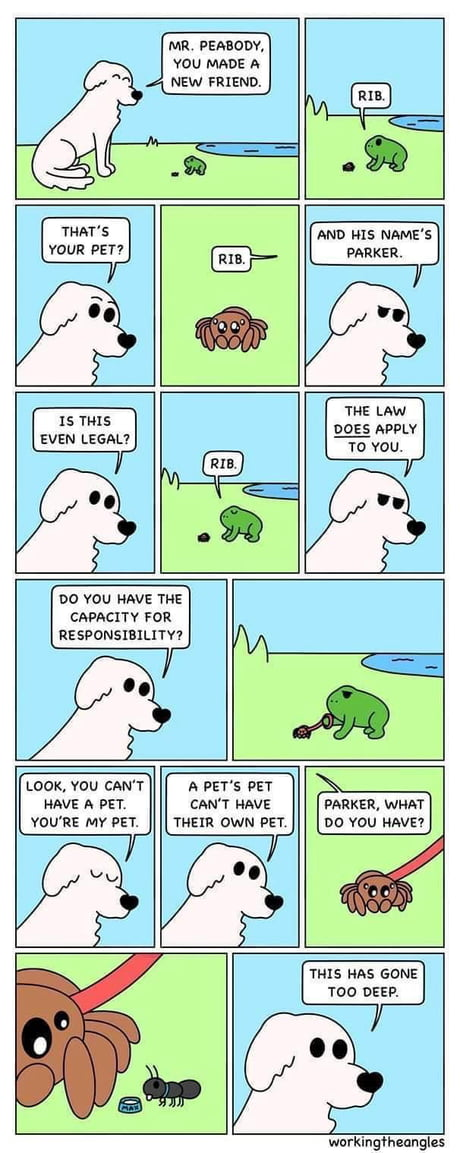 MR. PEABODY,
YOU MADE A
NEW FRIEND.
RIB.
THAT'S
YOUR PET?
RIB.
AND HIS NAME'S
PARKER.
IS THIS
EVEN LEGAL?
RIB.
THE LAW
DOES APPLY
TO YOU.
DO YOU HAVE THE
CAPACITY FOR
RESPONSIBILITY?
LOOK, YOU CAN'T
HAVE A PET.
YOU'RE MY PET.
A PET'S PET
CAN'T HAVE
THEIR OWN PET.
PARKER, WHAT
DO YOU HAVE?
MAX
THIS HAS GONE
TOO DEEP.
workingtheangles